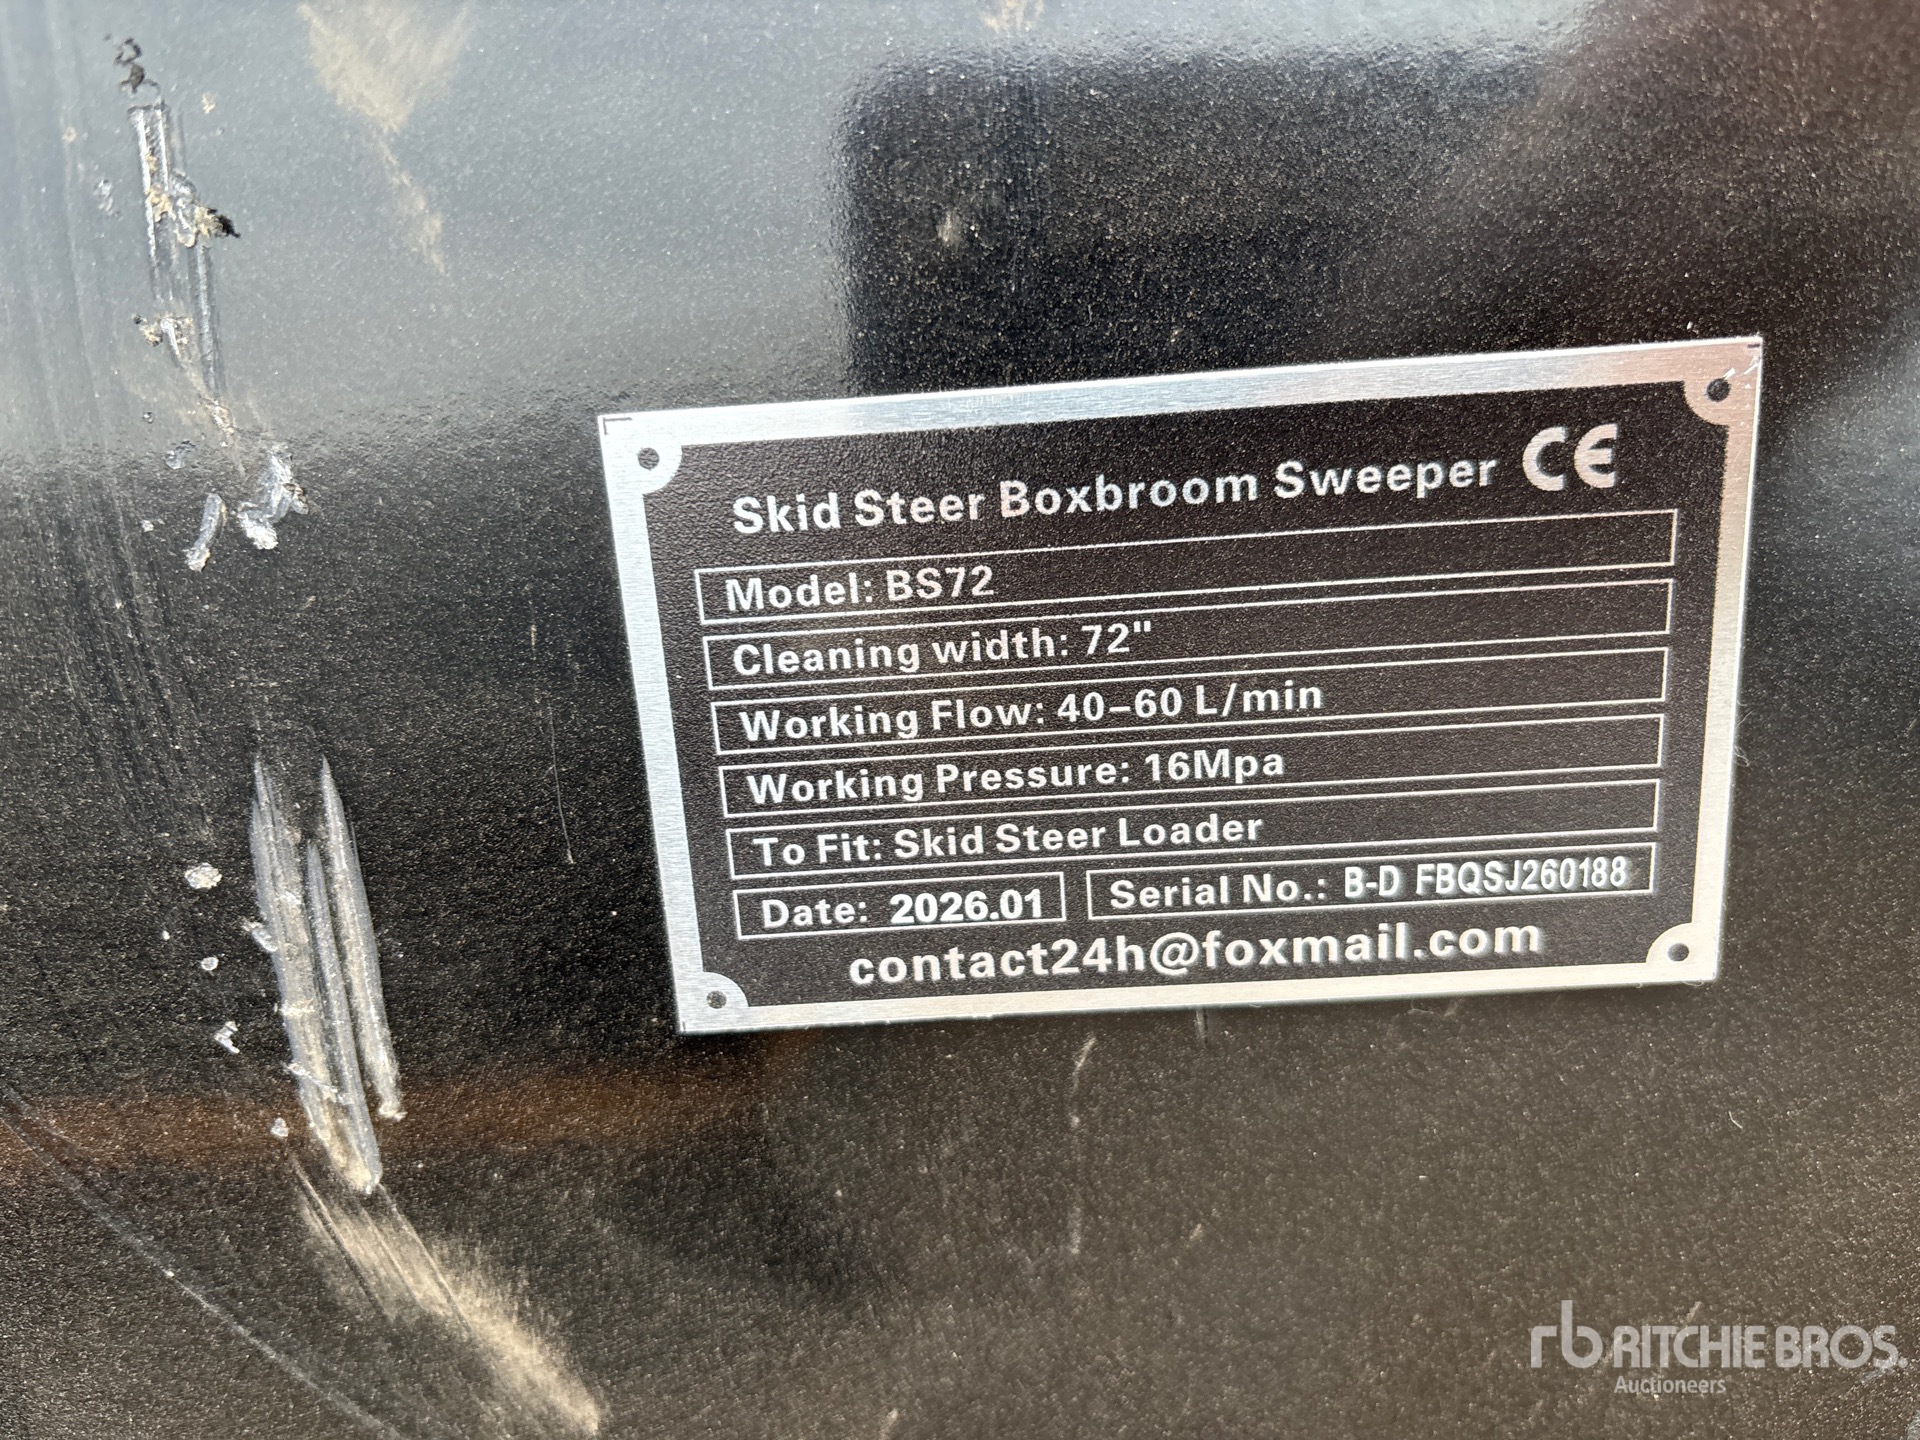 Skid Steer Boxbroom Sweeper CE
Model: BS72
Cleaning width: 72"
Working Flow: 40-60 L/min
Working Pressure: 16Mpa
To Fit: Skid Steer Loader
Date: 2026.01 Serial No.: B-D FBQSJ260188
contact24h@foxmail.com
rb RITCHIE BROS.
Auctioneers